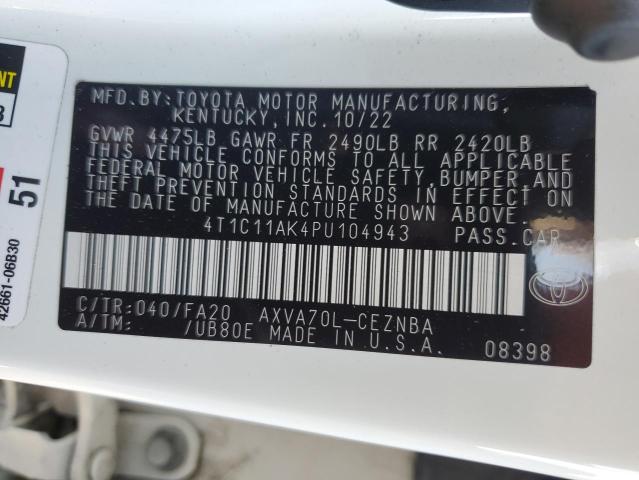 MFD.BY:TOYOTA MOTOR MANUFACTURING,
KENTUCKY, INC. 10/22
GVWR 4475LB GAWR FR 2490LB RR 2420LB
THIS VEHICLE CONFORMS TO ALL APPLICABLE
FEDERAL MOTOR VEHICLE SAFETY, BUMPER, AND
THEFT PREVENTION STANDARDS IN EFFECT ON
THE DATE OF MANUFACTURE SHOWN ABOVE.
4T1C11AK4PU104943 PASS.CAR
C/TR:040/FA20 AXVA70L-CEZNBA
A/TM: /UB80E MADE IN U.S.A. 08398
51
42661-06B30